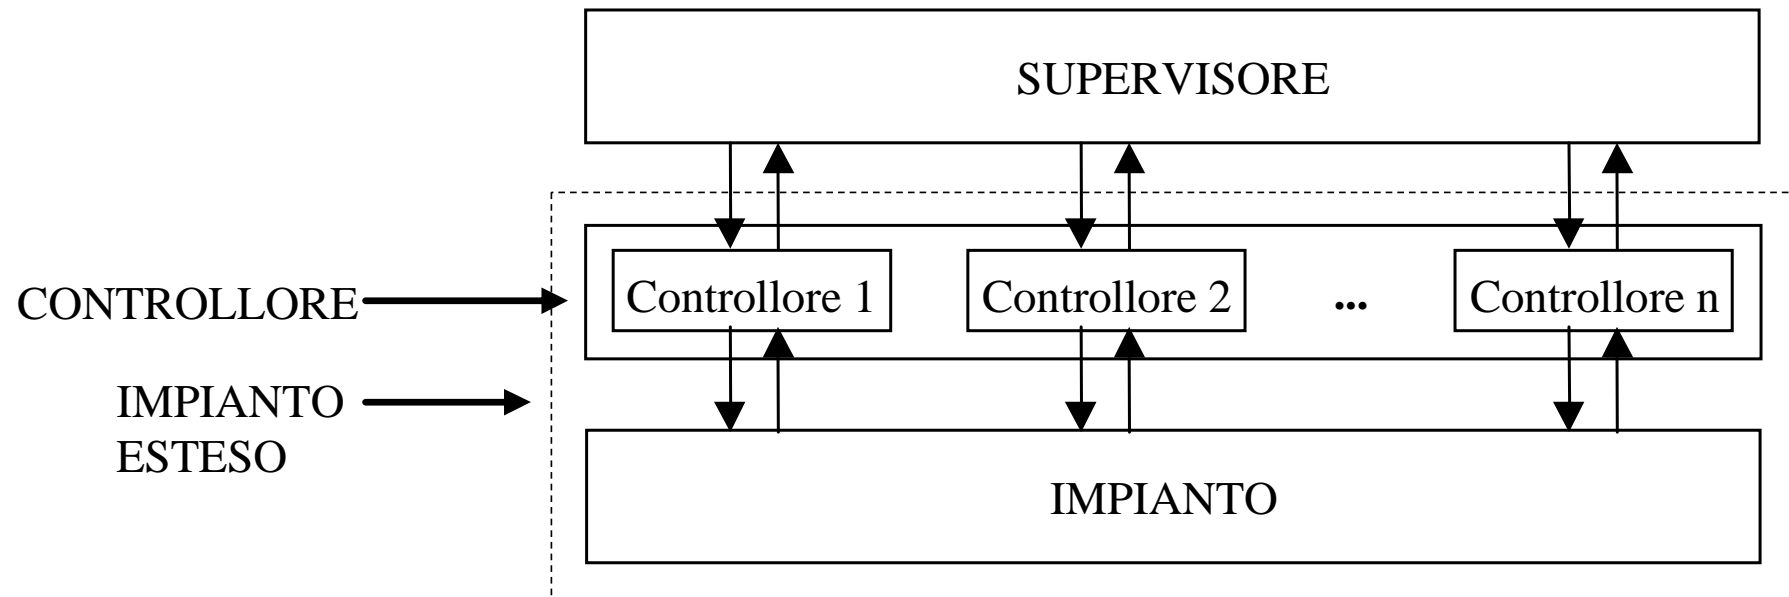 SUPERVISORE
CONTROLLORE
Controllore 1
Controllore 2
...
Controllore n
IMPIANTO
ESTESO
IMPIANTO